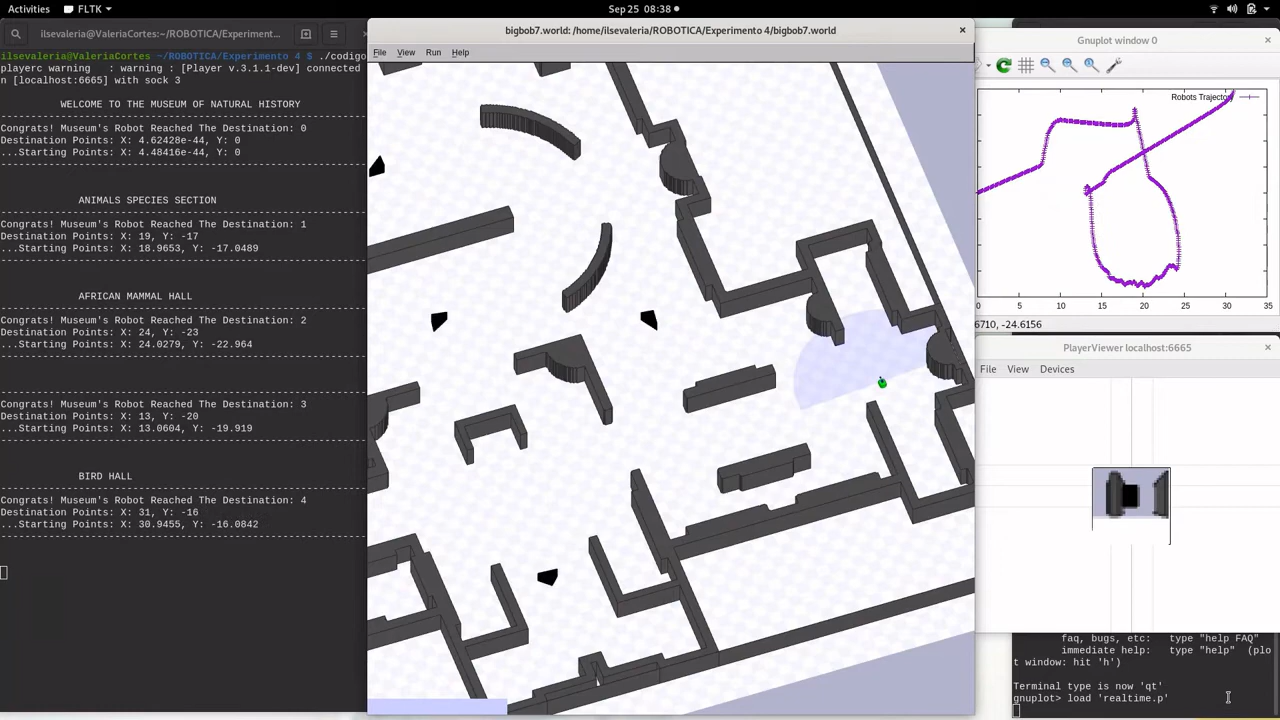 Activities
FLTK
Sep 25 08:38
ilsevaleria@ValeriaCortes:~/ROBOTICA/Experiment...
ilsevaleria@ValeriaCortes ~/ROBOTICA/Experimento 4 $ ./codigo
playerc warning   : warning : [Player v.3.1.1-dev] connected
n [localhost:6665] with sock 3
WELCOME TO THE MUSEUM OF NATURAL HISTORY
------------------------------------------------------------
Congrats! Museum's Robot Reached The Destination: 0
Destination Points: X: 4.62428e-44, Y: 0
...Starting Points: X: 4.48416e-44, Y: 0
------------------------------------------------------------
ANIMALS SPECIES SECTION
------------------------------------------------------------
Congrats! Museum's Robot Reached The Destination: 1
Destination Points: X: 19, Y: -17
...Starting Points: X: 18.9653, Y: -17.0489
------------------------------------------------------------
AFRICAN MAMMAL HALL
------------------------------------------------------------
Congrats! Museum's Robot Reached The Destination: 2
Destination Points: X: 24, Y: -23
...Starting Points: X: 24.0279, Y: -22.964
------------------------------------------------------------
Congrats! Museum's Robot Reached The Destination: 3
Destination Points: X: 13, Y: -20
...Starting Points: X: 13.0604, Y: -19.919
------------------------------------------------------------
BIRD HALL
------------------------------------------------------------
Congrats! Museum's Robot Reached The Destination: 4
Destination Points: X: 31, Y: -16
...Starting Points: X: 30.9455, Y: -16.0842
------------------------------------------------------------
bigbob7.world: /home/ilsevaleria/ROBOTICA/Experimento 4/bigbob7.world
File View Run Help
Gnuplot window 0
Robots Trajector
0 5 10 15 20 25 30 35
6710, -24.6156
PlayerViewer localhost:6665
File View Devices
faq, bugs, etc:   type "help FAQ"
immediate help:   type "help"  (plo
t window: hit 'h')
Terminal type is now 'qt'
gnuplot> load 'realtime.p'